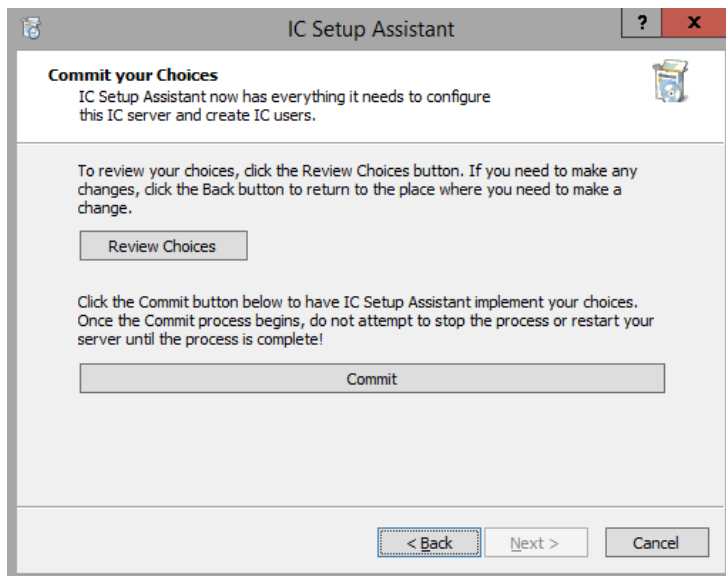 IC Setup Assistant
?
x
Commit your Choices
IC Setup Assistant now has everything it needs to configure
this IC server and create IC users.
To review your choices, click the Review Choices button. If you need to make any
changes, click the Back button to return to the place where you need to make a
change.
Review Choices
Click the Commit button below to have IC Setup Assistant implement your choices.
Once the Commit process begins, do not attempt to stop the process or restart your
server until the process is complete!
Commit
< Back
Next >
Cancel